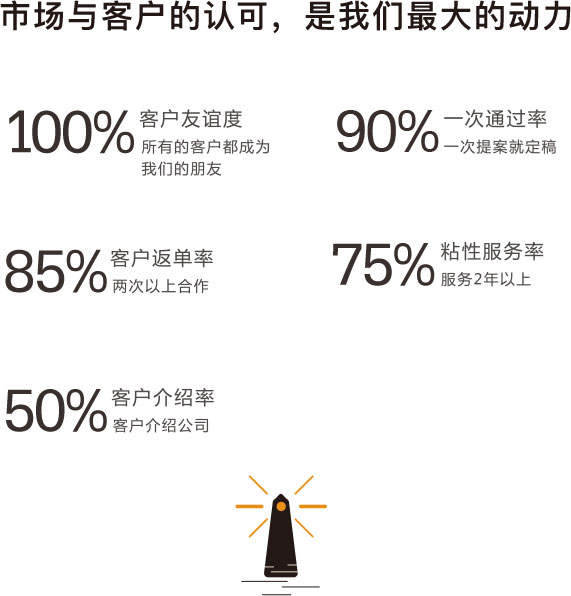 市场与客户的认可，是我们最大的动力
100%
客户友谊度
所有的客户都成为
我们的朋友
90%
一次通过率
一次提案就定稿
85%
客户返单率
两次以上合作
75%
粘性服务率
服务2年以上
50%
客户介绍率
客户介绍公司